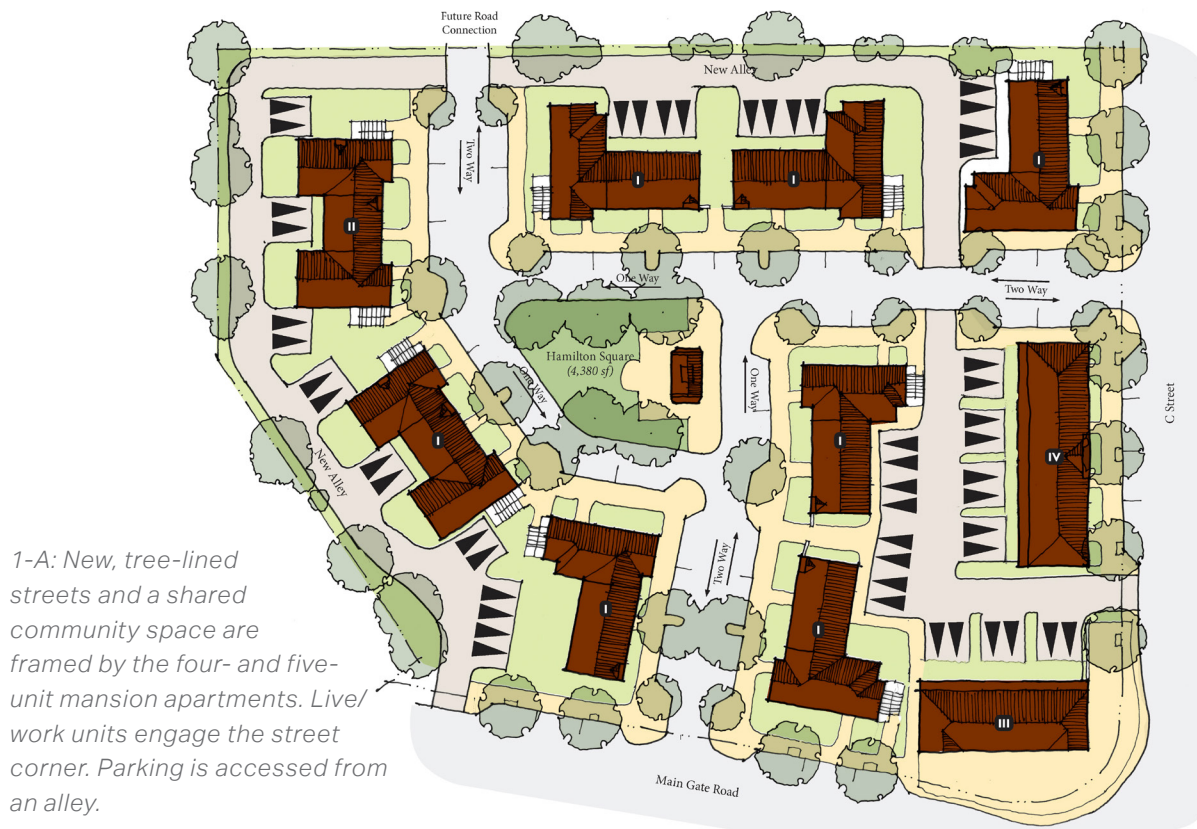 Future Road
Connection
New Alley
Two Way
I
I
I
II
One Way
Two Way
Hamilton Square
(4,380 sf)
One Way
One Way
C Street
I
I
IV
New Alley
Two Way
I
I
III
Main Gate Road
1-A: New, tree-lined
streets and a shared
community space are
framed by the four- and five-
unit mansion apartments. Live/
work units engage the street
corner. Parking is accessed from
an alley.